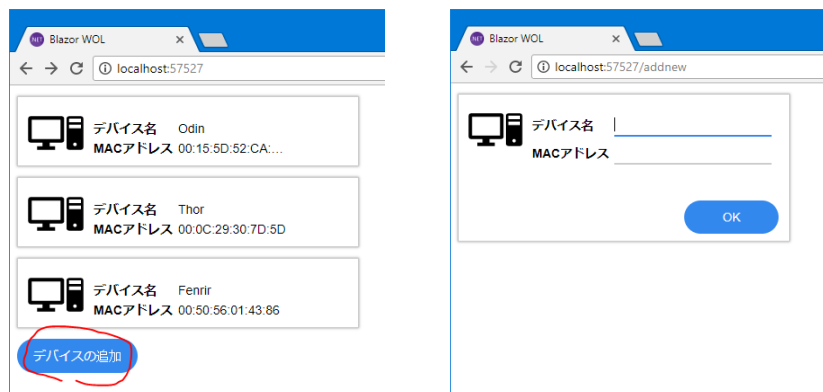 Blazor WOL
localhost:57527
デバイス名 Odin
MACアドレス 00:15:5D:52:CA:...
デバイス名 Thor
MACアドレス 00:0C:29:30:7D:5D
デバイス名 Fenrir
MACアドレス 00:50:56:01:43:86
デバイスの追加
Blazor WOL
localhost:57527/addnew
デバイス名
MACアドレス
OK